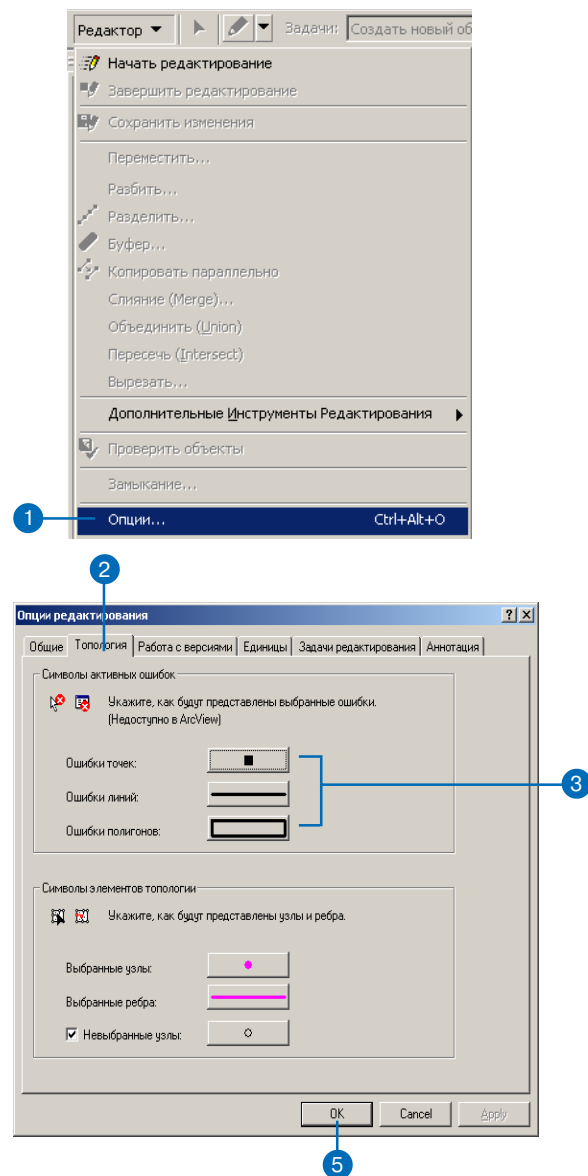 Редактор
Задачи: Создать новый об
Начать редактирование
Завершить редактирование
Сохранить изменения
Переместить...
Разбить...
Разделить...
Буфер...
Копировать параллельно
Слияние (Merge)...
Объединить (Union)
Пересечь (Intersect)
Вырезать...
Дополнительные Инструменты Редактирования
Проверить объекты
Замыкание...
1 Опции... Ctrl+Alt+O
2
Опции редактирования
Общие Топология Работа с версиями Единицы Задачи редактирования Аннотация
Символы активных ошибок
Укажите, как будут представлены выбранные ошибки.
(Недоступно в ArcView)
Ошибки точек:
3
Ошибки линий:
Ошибки полигонов:
Символы элементов топологии
Укажите, как будут представлены узлы и ребра.
Выбранные узлы:
Выбранные ребра:
Невыбранные узлы:
OK Cancel Apply
5